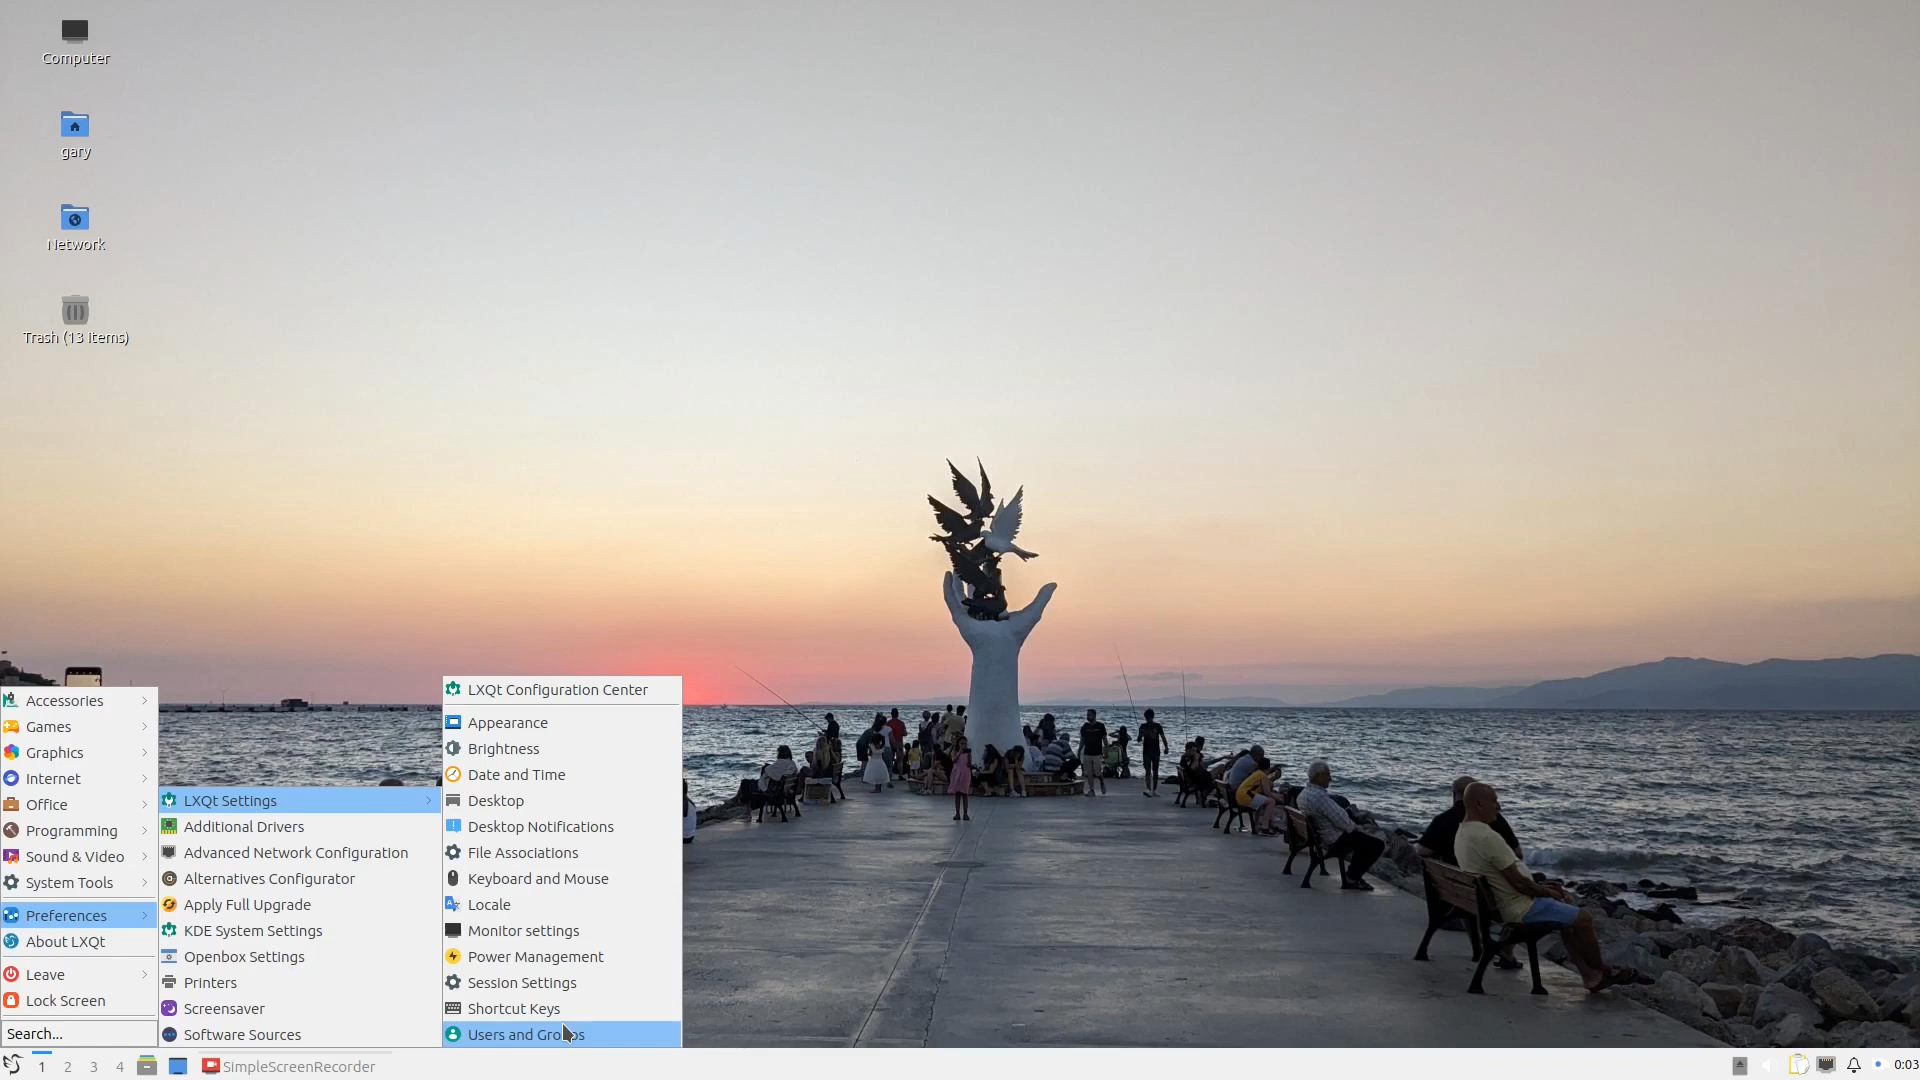 Computer
gary
Network
Trash (13 items)
Accessories
Games
Graphics
Internet
Office
Programming
Sound & Video
System Tools
Preferences
About LXQt
Leave
Lock Screen
Search...
LXQt Settings
Additional Drivers
Advanced Network Configuration
Alternatives Configurator
Apply Full Upgrade
KDE System Settings
Openbox Settings
Printers
Screensaver
Software Sources
LXQt Configuration Center
Appearance
Brightness
Date and Time
Desktop
Desktop Notifications
File Associations
Keyboard and Mouse
Locale
Monitor settings
Power Management
Session Settings
Shortcut Keys
Users and Groups
1 2 3 4 SimpleScreenRecorder 0:03